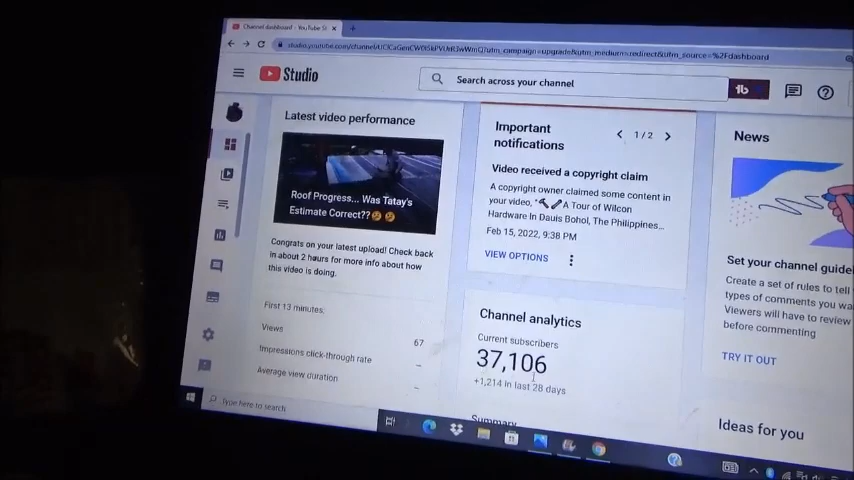 Channel dashboard - YouTube St
Studio
Search across your channel
Latest video performance
Roof Progress... Was Tatay's
Estimate Correct??🤔🤔
Congrats on your latest upload! Check back
in about 2 hours for more info about how
this video is doing.
First 13 minutes:
Views 67
Impressions click-through rate –
Average view duration –
Important
notifications
1/2
Video received a copyright claim
A copyright owner claimed some content in
your video, "🔨🔧A Tour of Wilcon
Hardware In Dauis Bohol, The Philippines...
Feb 15, 2022, 9:38 PM
VIEW OPTIONS
Channel analytics
Current subscribers
37,106
+1,214 in last 28 days
Summary
News
Set your channel guide
Create a set of rules to tell
types of comments you wa
Viewers will have to review
before commenting
TRY IT OUT
Ideas for you
Type here to search